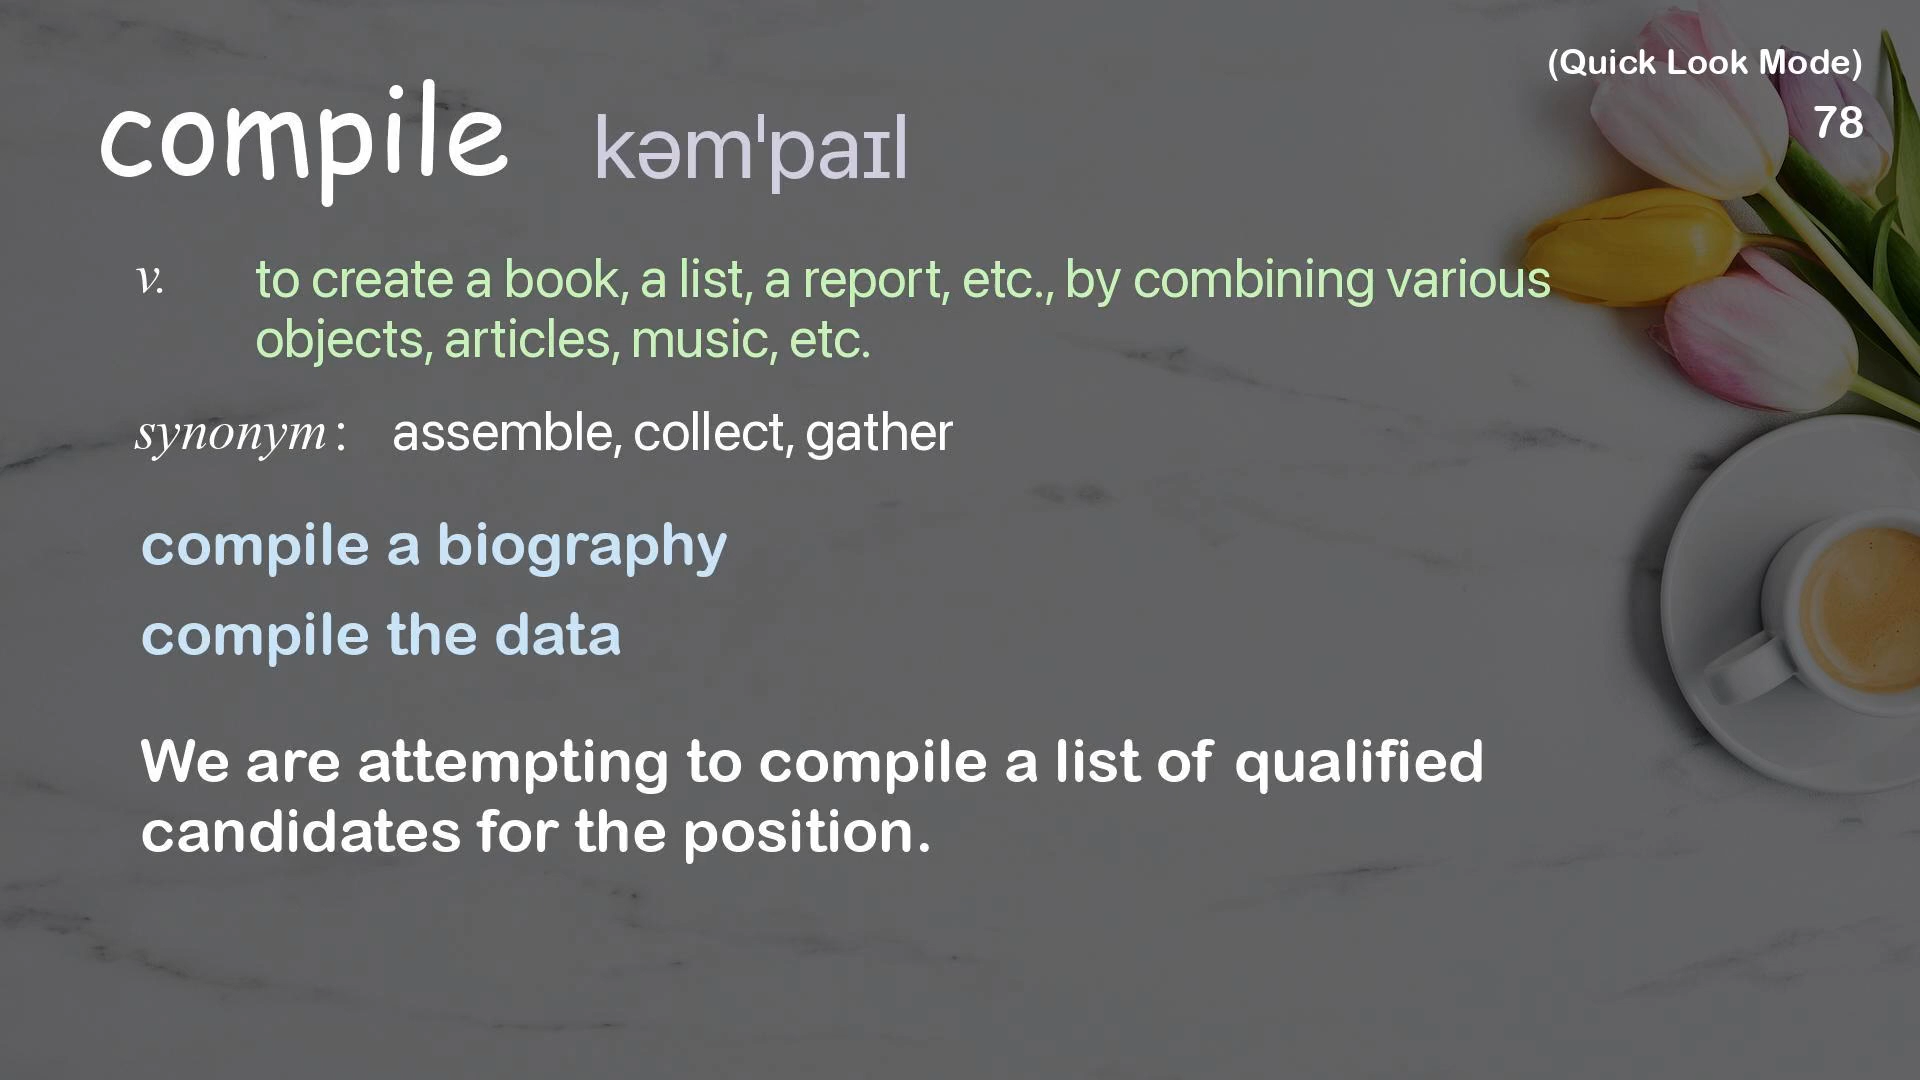 (Quick Look Mode)
78
compile kəmˈpaɪl
v. to create a book, a list, a report, etc., by combining various
objects, articles, music, etc.
synonym: assemble, collect, gather
compile a biography
compile the data
We are attempting to compile a list of qualified
candidates for the position.